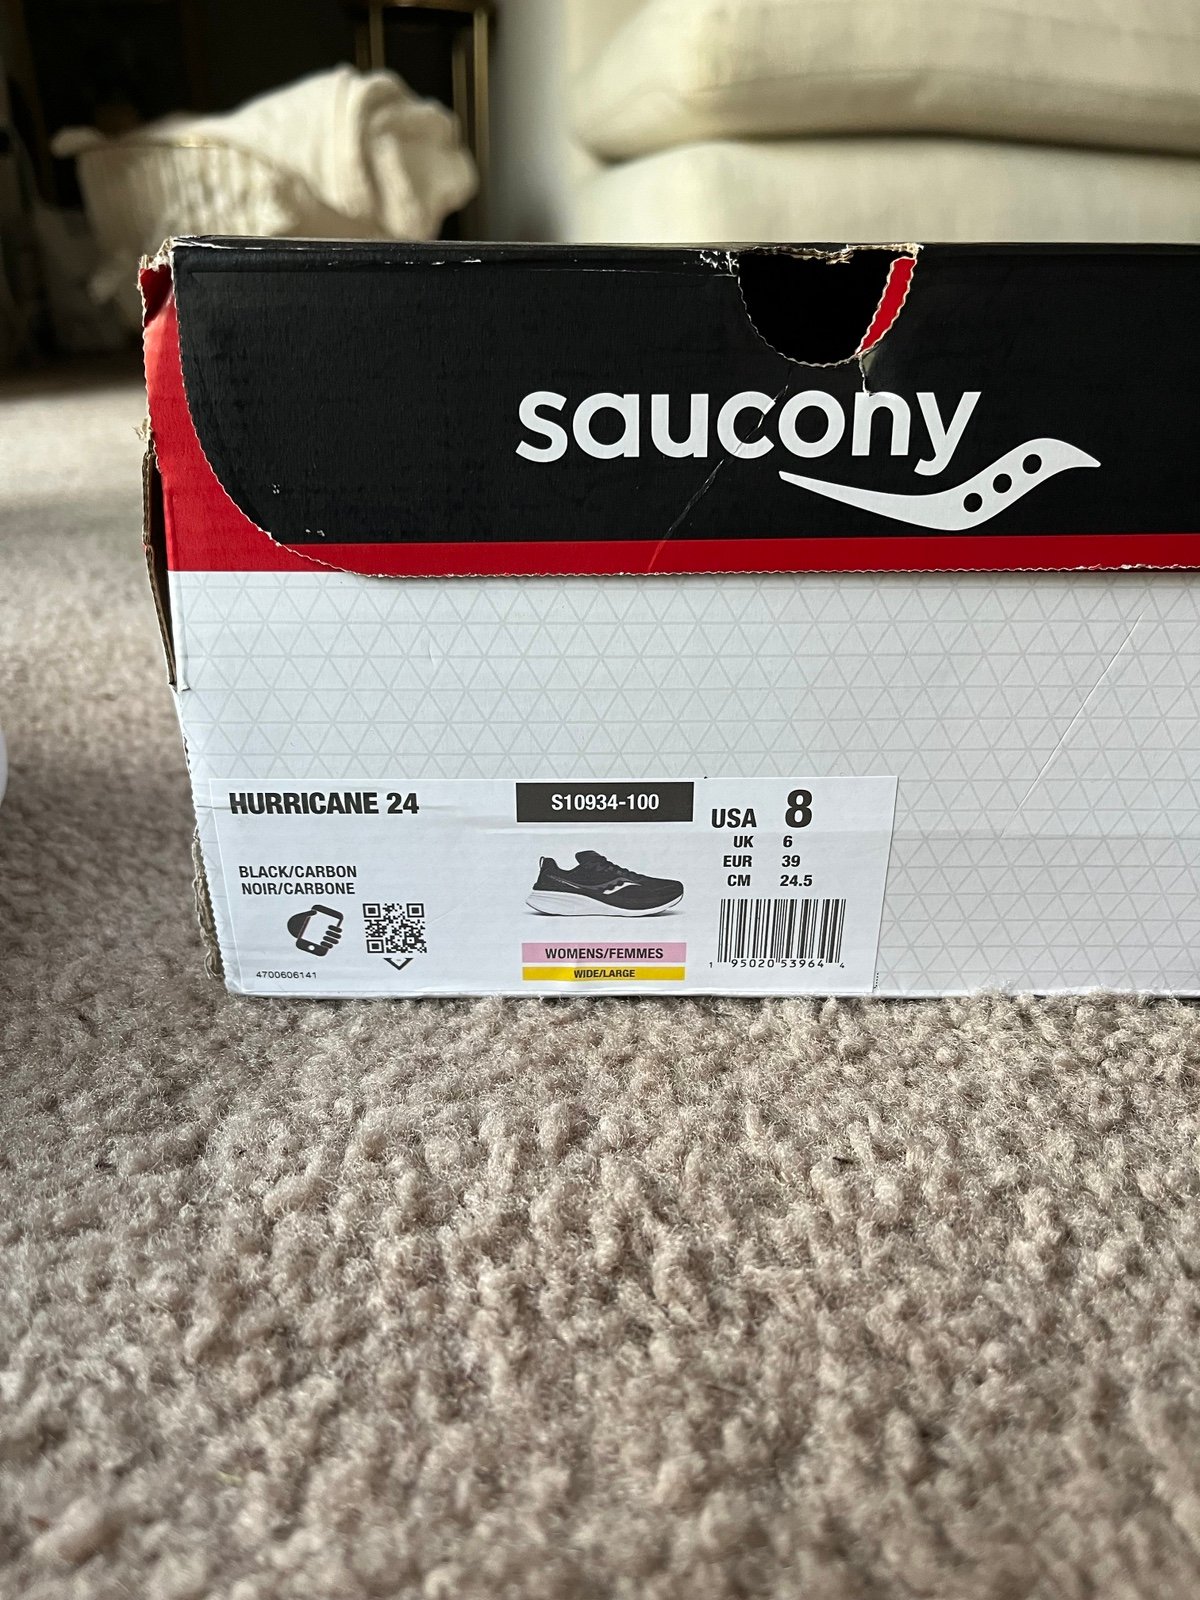 saucony
HURRICANE 24
S10934-100
USA 8
UK 6
EUR 39
CM 24.5
BLACK/CARBON
NOIR/CARBONE
4700606141
WOMENS/FEMMES
WIDE/LARGE
1 95020 53964 4